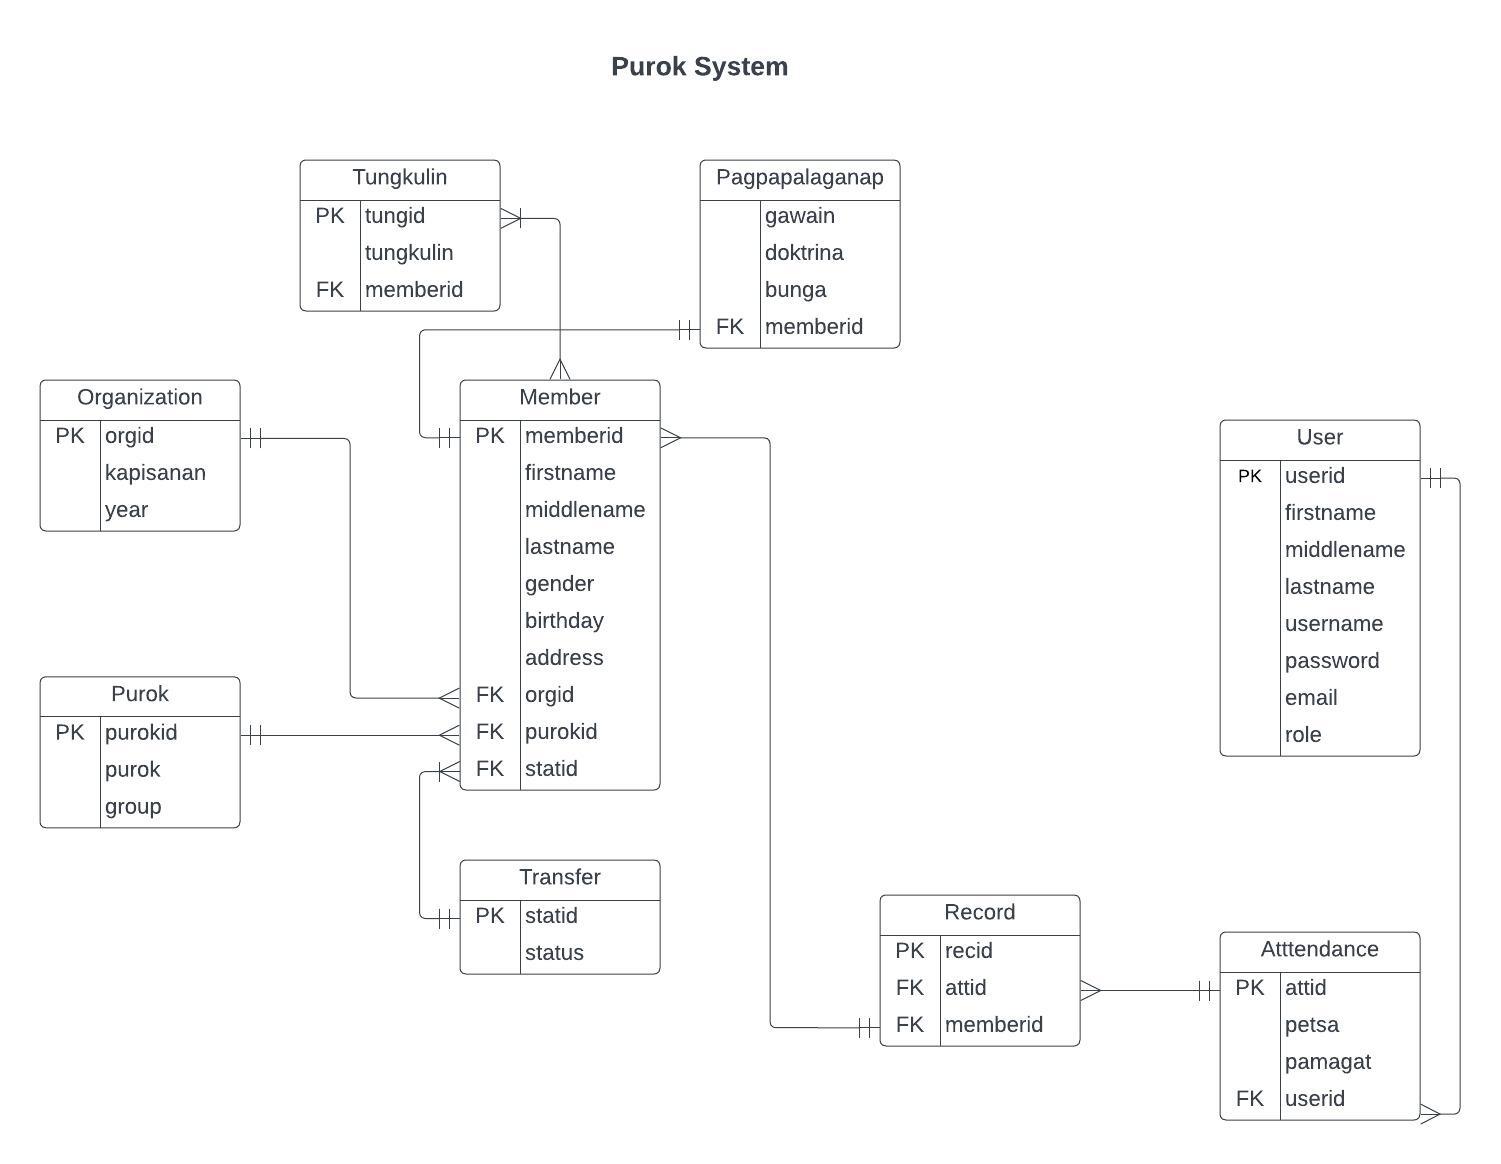 Purok System
Tungkulin
PK tungid
tungkulin
FK memberid
Pagpapalaganap
gawain
doktrina
bunga
FK memberid
Organization
PK orgid
kapisanan
year
Member
PK memberid
firstname
middlename
lastname
gender
birthday
address
FK orgid
FK purokid
FK statid
User
PK userid
firstname
middlename
lastname
username
password
email
role
Purok
PK purokid
purok
group
Transfer
PK statid
status
Record
PK recid
FK attid
FK memberid
Atttendance
PK attid
petsa
pamagat
FK userid